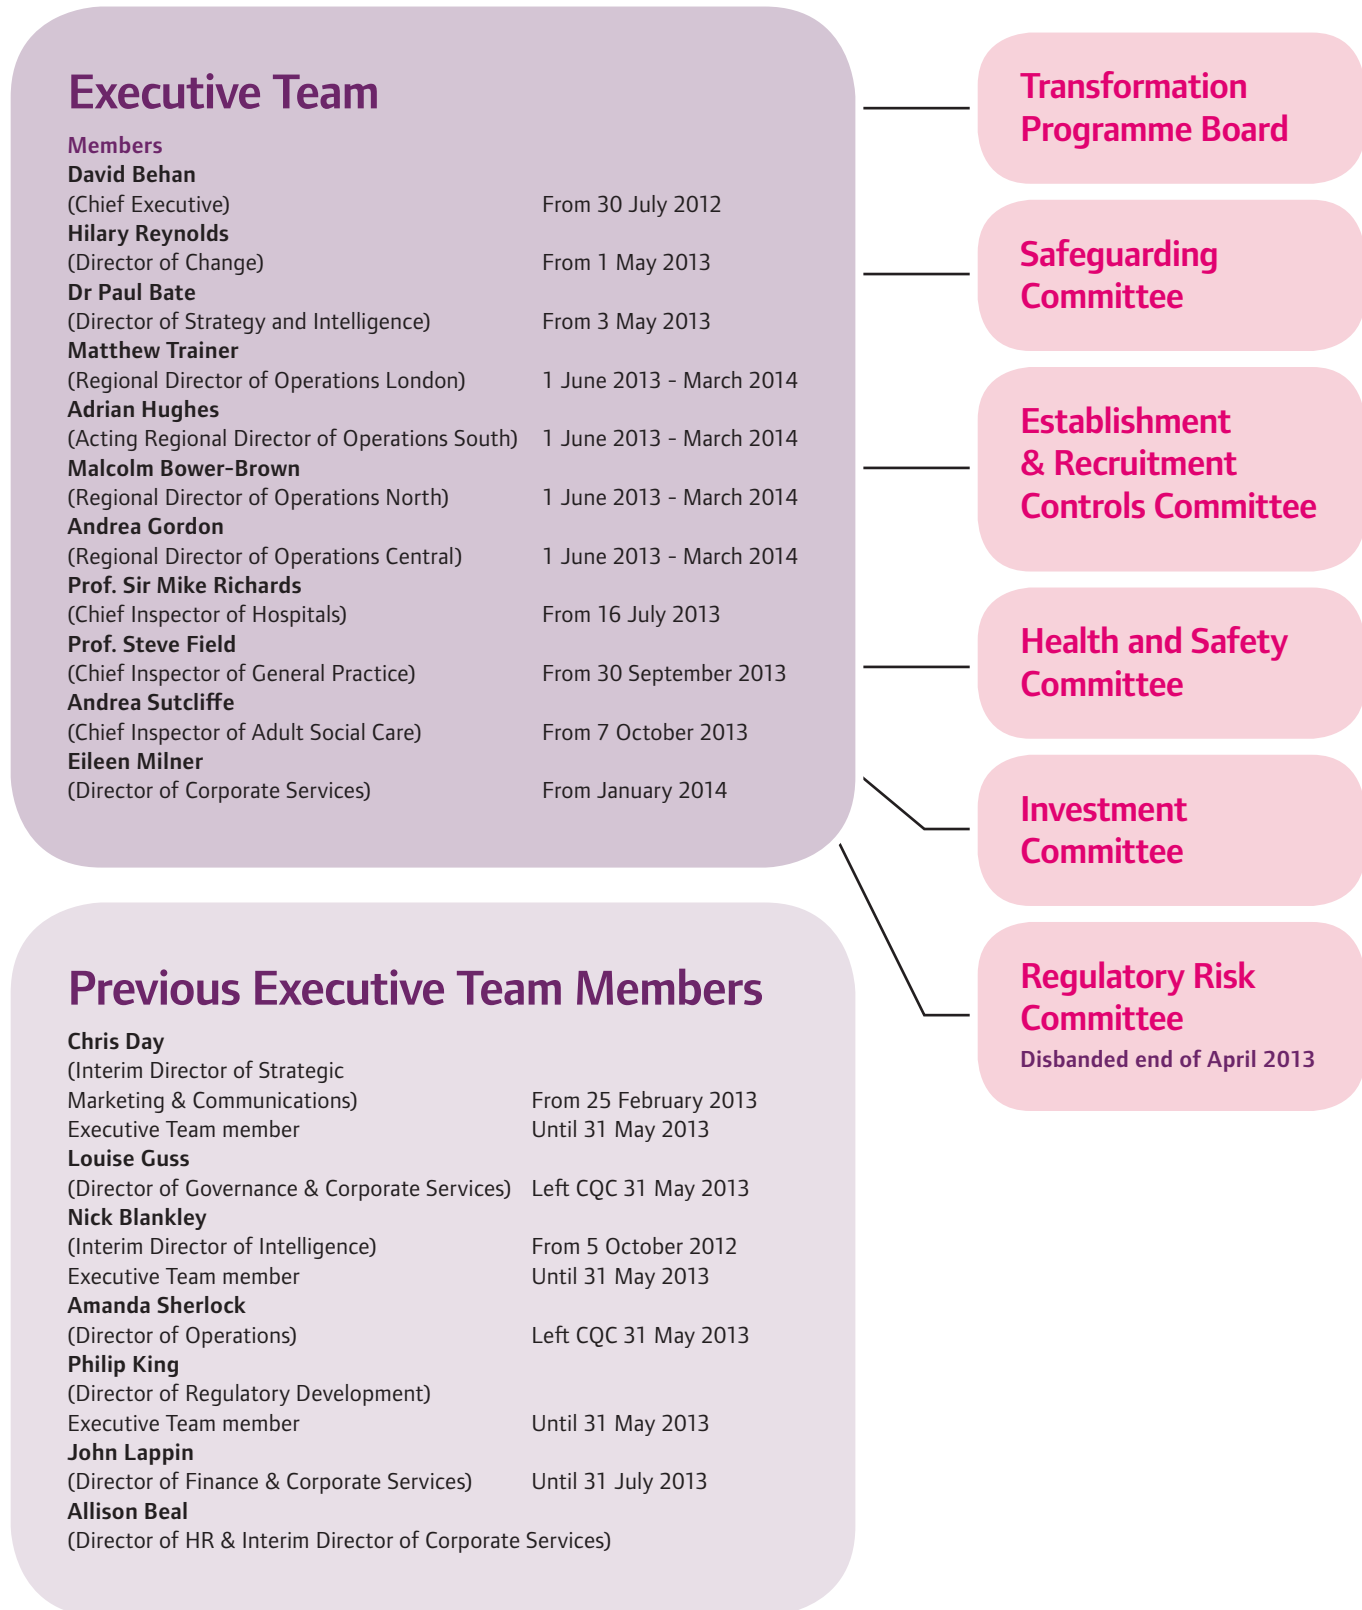 Executive Team
Members
David Behan
(Chief Executive) From 30 July 2012
Hilary Reynolds
(Director of Change) From 1 May 2013
Dr Paul Bate
(Director of Strategy and Intelligence) From 3 May 2013
Matthew Trainer
(Regional Director of Operations London) 1 June 2013 - March 2014
Adrian Hughes
(Acting Regional Director of Operations South) 1 June 2013 - March 2014
Malcolm Bower-Brown
(Regional Director of Operations North) 1 June 2013 - March 2014
Andrea Gordon
(Regional Director of Operations Central) 1 June 2013 - March 2014
Prof. Sir Mike Richards
(Chief Inspector of Hospitals) From 16 July 2013
Prof. Steve Field
(Chief Inspector of General Practice) From 30 September 2013
Andrea Sutcliffe
(Chief Inspector of Adult Social Care) From 7 October 2013
Eileen Milner
(Director of Corporate Services) From January 2014
Previous Executive Team Members
Chris Day
(Interim Director of Strategic
Marketing & Communications) From 25 February 2013
Executive Team member Until 31 May 2013
Louise Guss
(Director of Governance & Corporate Services) Left CQC 31 May 2013
Nick Blankley
(Interim Director of Intelligence) From 5 October 2012
Executive Team member Until 31 May 2013
Amanda Sherlock
(Director of Operations) Left CQC 31 May 2013
Philip King
(Director of Regulatory Development)
Executive Team member Until 31 May 2013
John Lappin
(Director of Finance & Corporate Services) Until 31 July 2013
Allison Beal
(Director of HR & Interim Director of Corporate Services)
Transformation
Programme Board
Safeguarding
Committee
Establishment
& Recruitment
Controls Committee
Health and Safety
Committee
Investment
Committee
Regulatory Risk
Committee
Disbanded end of April 2013